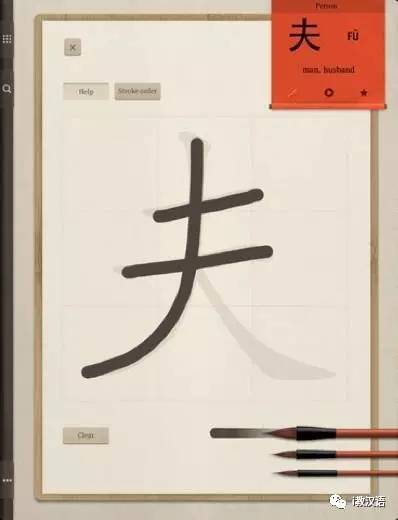 Person
夫 FŪ
man, husband
Help
Stroke order
夫
Clear
i教汉语